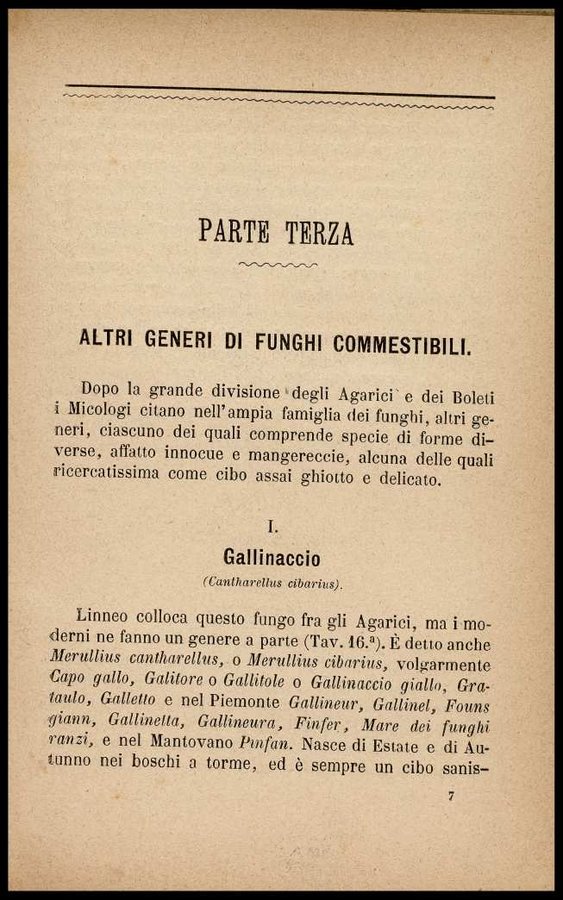 PARTE TERZA
ALTRI GENERI DI FUNGHI COMMESTIBILI.
Dopo la grande divisione degli Agarici e dei Boleti
i Micologi citano nell'ampia famiglia dei funghi, altri ge-
neri, ciascuno dei quali comprende specie di forme di-
verse, affatto innocue e mangereccie, alcuna delle quali
ricercatissima come cibo assai ghiotto e delicato.
I.
Gallinaccio
(Cantharellus cibarius).
Linneo colloca questo fungo fra gli Agarici, ma i mo-
derni ne fanno un genere a parte (Tav. 16.ª). È detto anche
Merullius cantharellus, o Merullius cibarius, volgarmente
Capo gallo, Galitore o Gallitole o Gallinaccio giallo, Gra-
taulo, Galletto e nel Piemonte Gallineur, Gallinel, Founs
giann, Gallinetta, Gallineura, Finfer, Mare dei funghi
ranzi, e nel Mantovano Pinfan. Nasce di Estate e di Au-
tunno nei boschi a torme, ed è sempre un cibo sanis-
7